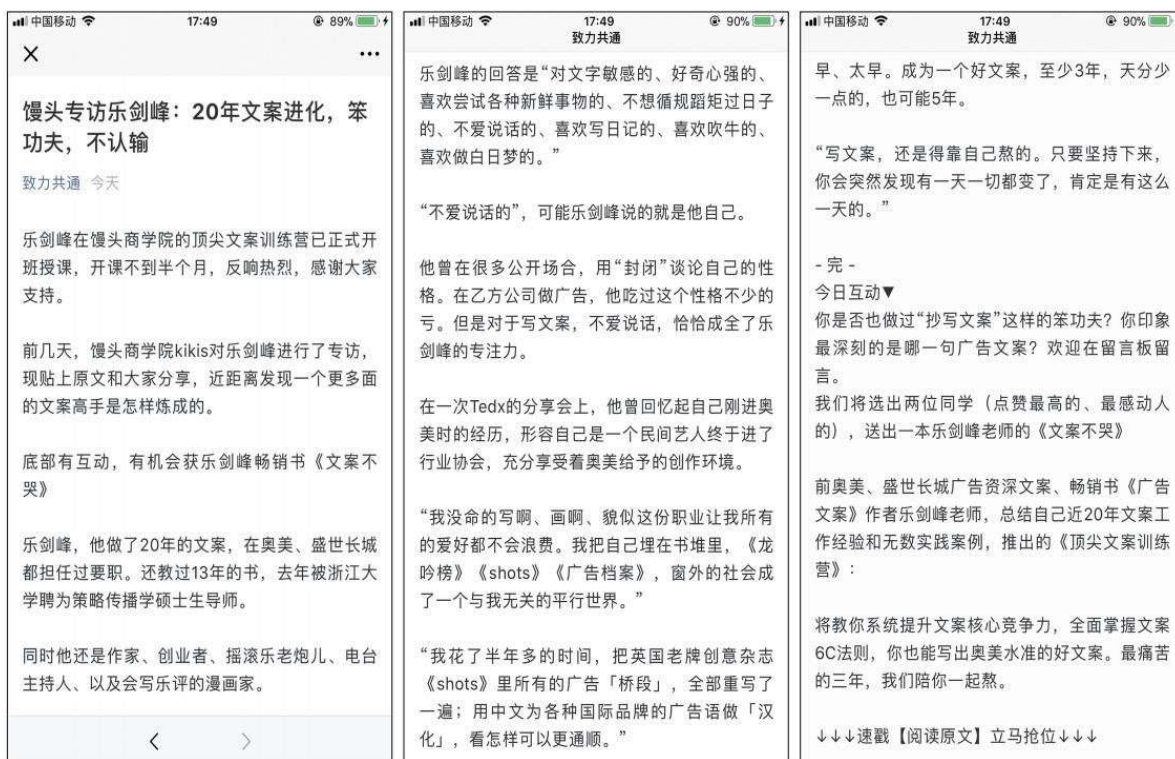 中国移动 17:49 89%
馒头专访乐剑峰：20年文案进化，笨
功夫，不认输
致力共通 今天
乐剑峰在馒头商学院的顶尖文案训练营已正式开
班授课，开课不到半个月，反响热烈，感谢大家
支持。
前几天，馒头商学院kikis对乐剑峰进行了专访，
现贴上原文和大家分享，近距离发现一个更多面
的文案高手是怎样炼成的。
底部有互动，有机会获乐剑峰畅销书《文案不
哭》
乐剑峰，他做了20年的文案，在奥美、盛世长城
都担任过要职。还教过13年的书，去年被浙江大
学聘为策略传播学硕士生导师。
同时他还是作家、创业者、摇滚乐老炮儿、电台
主持人、以及会写乐评的漫画家。
中国移动 17:49 90%
致力共通
乐剑峰的回答是“对文字敏感的、好奇心强的、
喜欢尝试各种新鲜事物的、不想循规蹈矩过日子
的、不爱说话的、喜欢写日记的、喜欢吹牛的、
喜欢做白日梦的。”
“不爱说话的”，可能乐剑峰说的就是他自己。
他曾在很多公开场合，用“封闭”谈论自己的性
格。在乙方公司做广告，他吃过这个性格不少的
亏。但是对于写文案，不爱说话，恰恰成全了乐
剑峰的专注力。
在一次Tedx的分享会上，他曾回忆起自己刚进奥
美时的经历，形容自己是一个民间艺人终于进了
行业协会，充分享受着奥美给予的创作环境。
“我没命的写啊、画啊、貌似这份职业让我所有
的爱好都不会浪费。我把自己埋在书堆里，《龙
吟榜》《shots》《广告档案》，窗外的社会成
了一个与我无关的平行世界。”
“我花了半年多的时间，把英国老牌创意杂志
《shots》里所有的广告「桥段」，全部重写了
一遍；用中文为各种国际品牌的广告语做「汉
化」，看怎样可以更通顺。”
中国移动 17:49 90%
致力共通
早、太早。成为一个好文案，至少3年，天分少
一点的，也可能5年。
“写文案，还是得靠自己熬的。只要坚持下来，
你会突然发现有一天一切都变了，肯定是有这么
一天的。”
- 完 -
今日互动▼
你是否也做过“抄写文案”这样的笨功夫？你印象
最深刻的是哪一句广告文案？欢迎在留言板留
言。
我们将选出两位同学（点赞最高的、最感动人
的），送出一本乐剑峰老师的《文案不哭》
前奥美、盛世长城广告资深文案、畅销书《广告
文案》作者乐剑峰老师，总结自己近20年文案工
作经验和无数实践案例，推出的《顶尖文案训练
营》：
将教你系统提升文案核心竞争力，全面掌握文案
6C法则，你也能写出奥美水准的好文案。最痛苦
的三年，我们陪你一起熬。
↓↓↓速戳【阅读原文】立马抢位↓↓↓